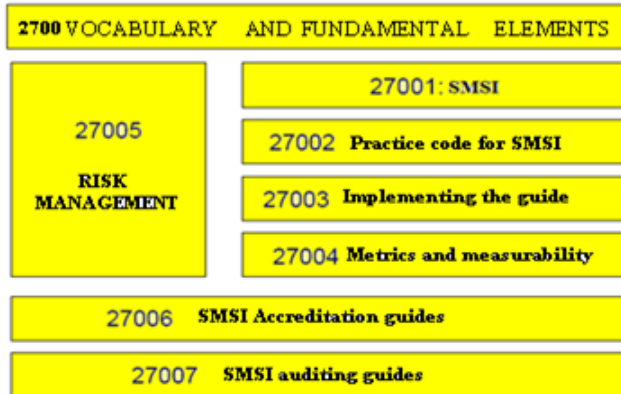 2700 VOCABULARY AND FUNDAMENTAL ELEMENTS
27005
RISK
MANAGEMENT
27001: SMSI
27002 Practice code for SMSI
27003 Implementing the guide
27004 Metrics and measurability
27006 SMSI Accreditation guides
27007 SMSI auditing guides